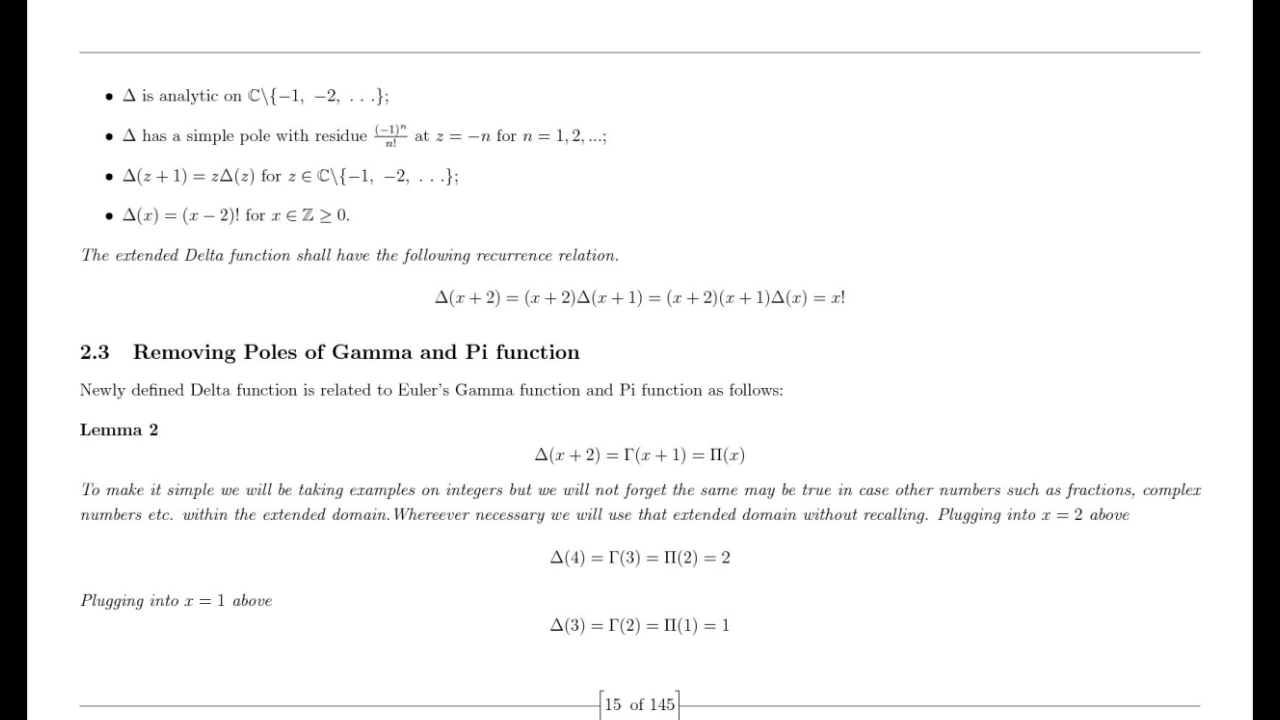 • Δ is analytic on ℂ\{−1, −2, . . .};
• Δ has a simple pole with residue (−1)ⁿ/n! at z = −n for n = 1, 2, ...;
• Δ(z + 1) = zΔ(z) for z ∈ ℂ\{−1, −2, . . .};
• Δ(x) = (x − 2)! for x ∈ ℤ ≥ 0.
The extended Delta function shall have the following recurrence relation.
Δ(x + 2) = (x + 2)Δ(x + 1) = (x + 2)(x + 1)Δ(x) = x!
2.3 Removing Poles of Gamma and Pi function
Newly defined Delta function is related to Euler's Gamma function and Pi function as follows:
Lemma 2
Δ(x + 2) = Γ(x + 1) = Π(x)
To make it simple we will be taking examples on integers but we will not forget the same may be true in case other numbers such as fractions, complex
numbers etc. within the extended domain.Whereever necessary we will use that extended domain without recalling. Plugging into x = 2 above
Δ(4) = Γ(3) = Π(2) = 2
Plugging into x = 1 above
Δ(3) = Γ(2) = Π(1) = 1
15 of 145